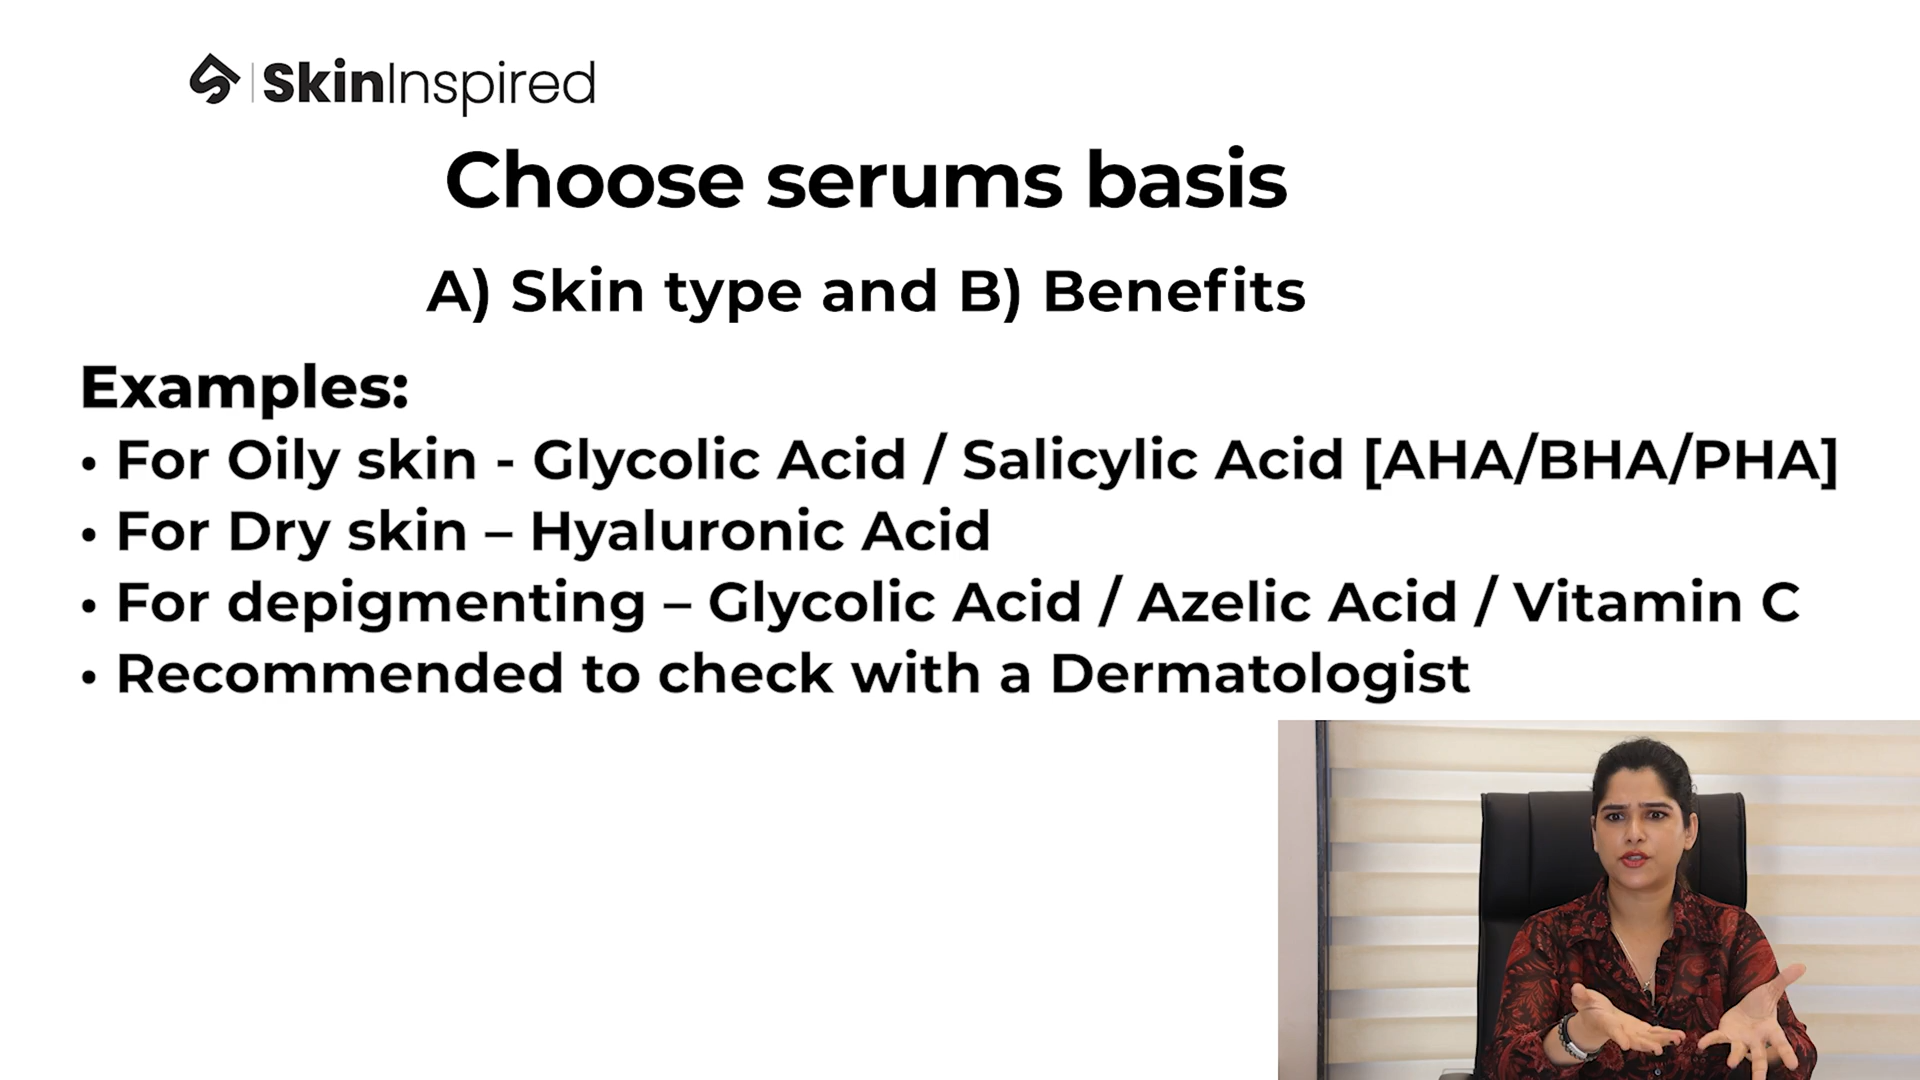 SkinInspired
Choose serums basis
A) Skin type and B) Benefits
Examples:
• For Oily skin - Glycolic Acid / Salicylic Acid [AHA/BHA/PHA]
• For Dry skin – Hyaluronic Acid
• For depigmenting – Glycolic Acid / Azelic Acid / Vitamin C
• Recommended to check with a Dermatologist